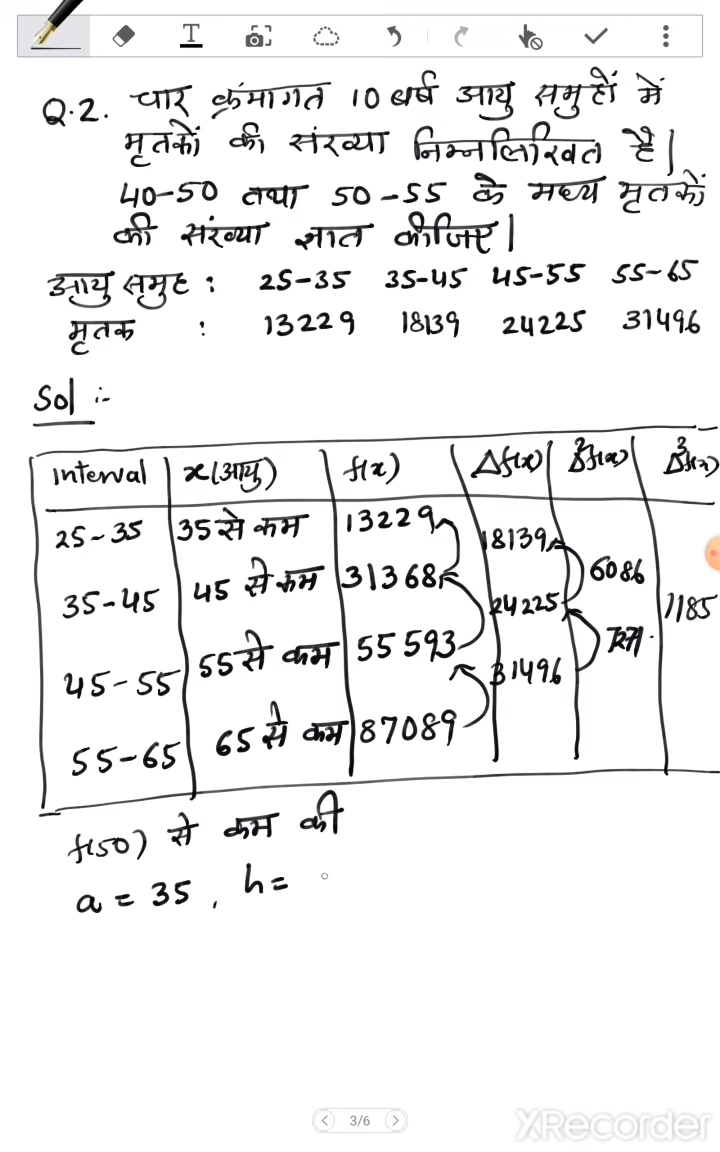 T
Q.2. चार क्रमागत 10 वर्ष आयु समुहों में
मृतकों की संख्या निम्नलिखित है|
40-50 तथा 50-55 के मध्य मृतकों
की संख्या ज्ञात कीजिए|
आयु समुह : 25-35 35-45 45-55 55-65
मृतक : 13229 18139 24225 31496
Sol :-
Interval x(आयु) f(x) Δf(x) Δ²f(x) Δ³f(x)
25-35 35 से कम 13229 18139
35-45 45 से कम 31368 24225 6086
45-55 55 से कम 55593 31496 7271 1185
55-65 65 से कम 87089
f(50) से कम की
a = 35, h=
3/6
XRecorder